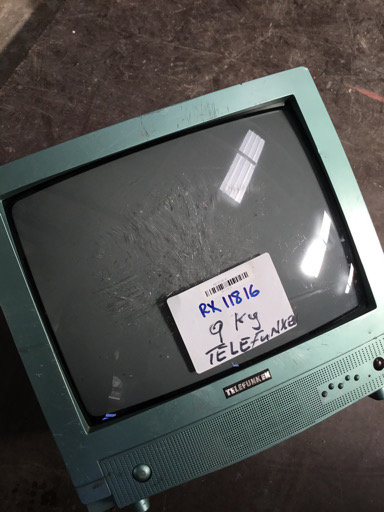 RX 11816
9 Kg
TELEfuNKEN
TELEFUNKEN